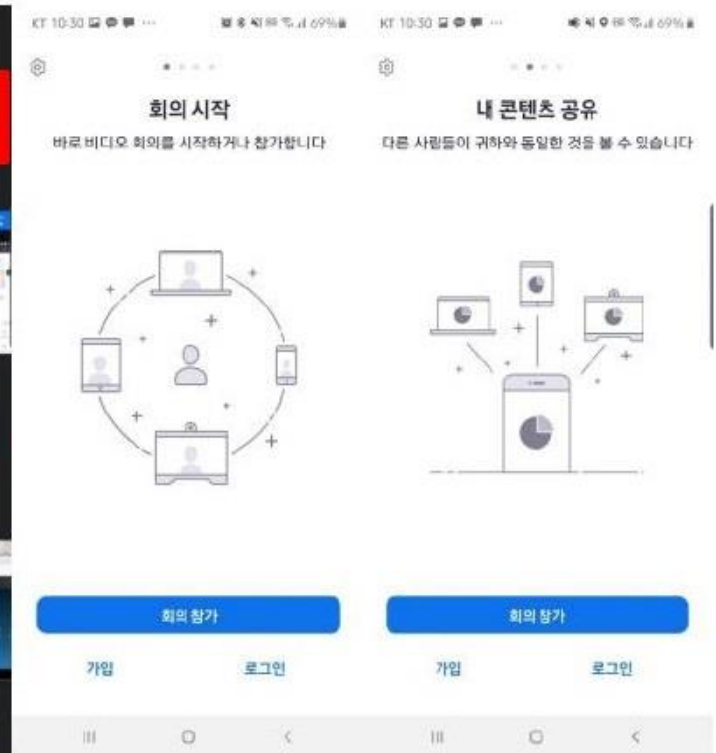 KT 10:30
69%
회의 시작
바로 비디오 회의를 시작하거나 참가합니다
회의 참가
가입
로그인
KT 10:30
69%
내 콘텐츠 공유
다른 사람들이 귀하와 동일한 것을 볼 수 있습니다
회의 참가
가입
로그인